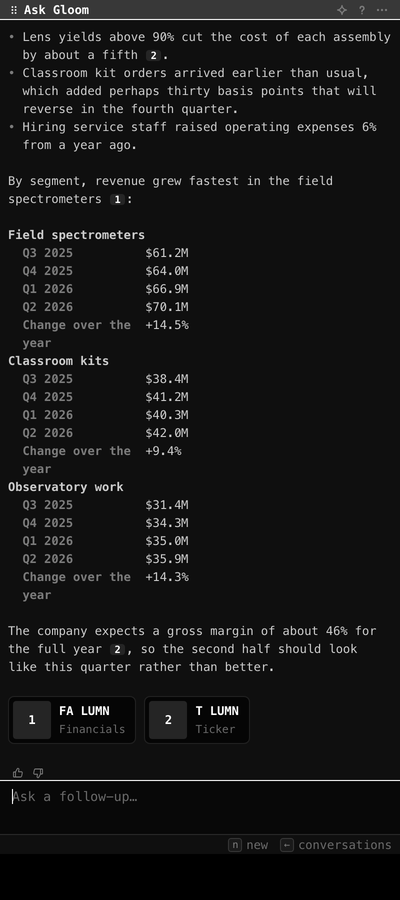 Ask Gloom ?
• Lens yields above 90% cut the cost of each assembly
by about a fifth 2.
• Classroom kit orders arrived earlier than usual,
which added perhaps thirty basis points that will
reverse in the fourth quarter.
• Hiring service staff raised operating expenses 6%
from a year ago.
By segment, revenue grew fastest in the field
spectrometers 1:
Field spectrometers
Q3 2025 $61.2M
Q4 2025 $64.0M
Q1 2026 $66.9M
Q2 2026 $70.1M
Change over the +14.5%
year
Classroom kits
Q3 2025 $38.4M
Q4 2025 $41.2M
Q1 2026 $40.3M
Q2 2026 $42.0M
Change over the +9.4%
year
Observatory work
Q3 2025 $31.4M
Q4 2025 $34.3M
Q1 2026 $35.0M
Q2 2026 $35.9M
Change over the +14.3%
year
The company expects a gross margin of about 46% for
the full year 2, so the second half should look
like this quarter rather than better.
1 FA LUMN
Financials
2 T LUMN
Ticker
Ask a follow-up…
n new ← conversations